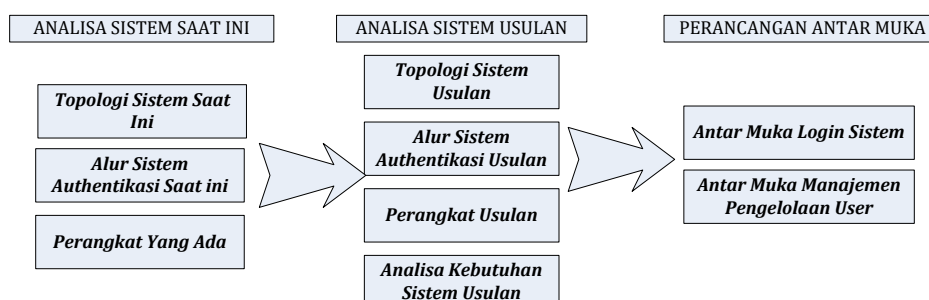 ANALISA SISTEM SAAT INI
Topologi Sistem Saat
Ini
Alur Sistem
Authentikasi Saat ini
Perangkat Yang Ada
ANALISA SISTEM USULAN
Topologi Sistem
Usulan
Alur Sistem
Authentikasi Usulan
Perangkat Usulan
Analisa Kebutuhan
Sistem Usulan
PERANCANGAN ANTAR MUKA
Antar Muka Login Sistem
Antar Muka Manajemen
Pengelolaan User